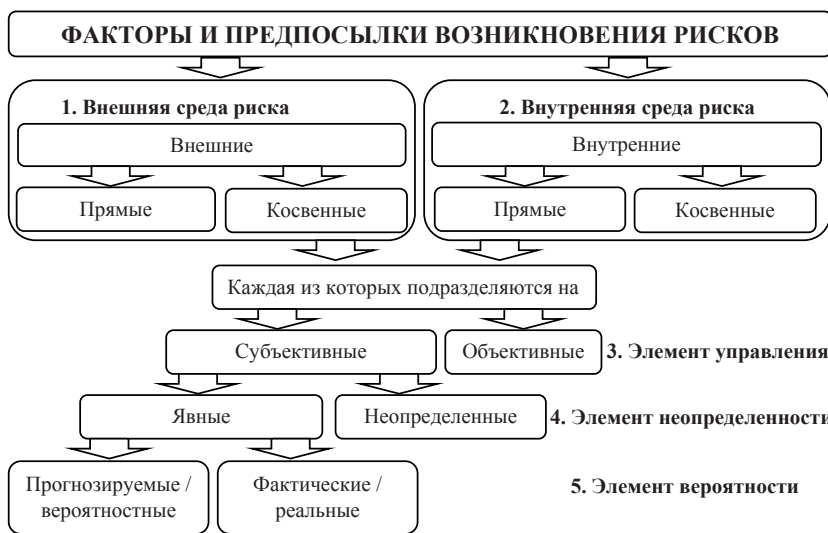 ФАКТОРЫ И ПРЕДПОСЫЛКИ ВОЗНИКНОВЕНИЯ РИСКОВ
1. Внешняя среда риска
Внешние
Прямые
Косвенные
2. Внутренняя среда риска
Внутренние
Прямые
Косвенные
Каждая из которых подразделяются на
Субъективные
Объективные
3. Элемент управления
Явные
Неопределенные
4. Элемент неопределенности
Прогнозируемые /
вероятностные
Фактические /
реальные
5. Элемент вероятности